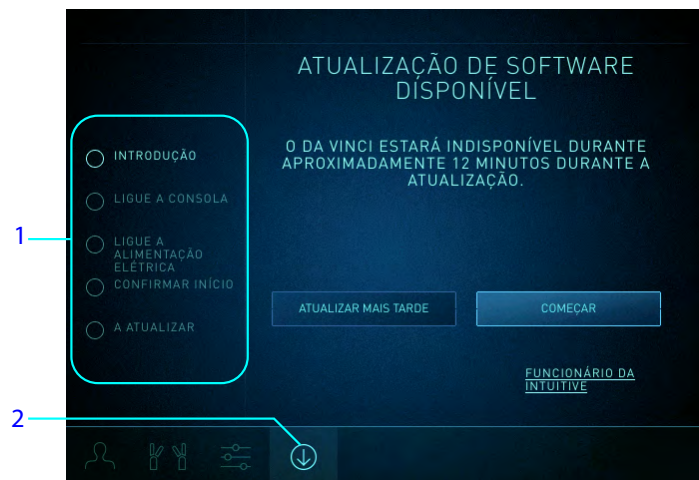 ATUALIZAÇÃO DE SOFTWARE
DISPONÍVEL
O DA VINCI ESTARÁ INDISPONÍVEL DURANTE
APROXIMADAMENTE 12 MINUTOS DURANTE A
ATUALIZAÇÃO.
INTRODUÇÃO
LIGUE A CONSOLA
1
LIGUE A
ALIMENTAÇÃO
ELÉTRICA
CONFIRMAR INÍCIO
A ATUALIZAR
ATUALIZAR MAIS TARDE
COMEÇAR
FUNCIONÁRIO DA
INTUITIVE
2